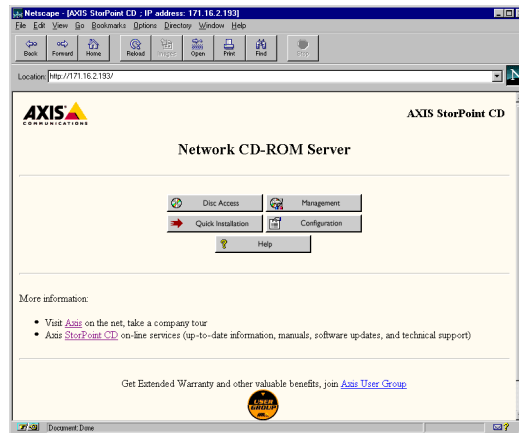 Netscape - [AXIS StorPoint CD ; IP address: 171.16.2.193]
File Edit View Go Bookmarks Options Directory Window Help
Back Forward Home Reload Images Open Print Find Stop
Location: http://171.16.2.193/
N
AXIS
COMMUNICATIONS
AXIS StorPoint CD
Network CD-ROM Server
Disc Access Management
Quick Installation Configuration
Help
More information:
Visit Axis on the net, take a company tour
Axis StorPoint CD on-line services (up-to-date information, manuals, software updates, and technical support)
Get Extended Warranty and other valuable benefits, join Axis User Group
USER
GROUP
Document: Done